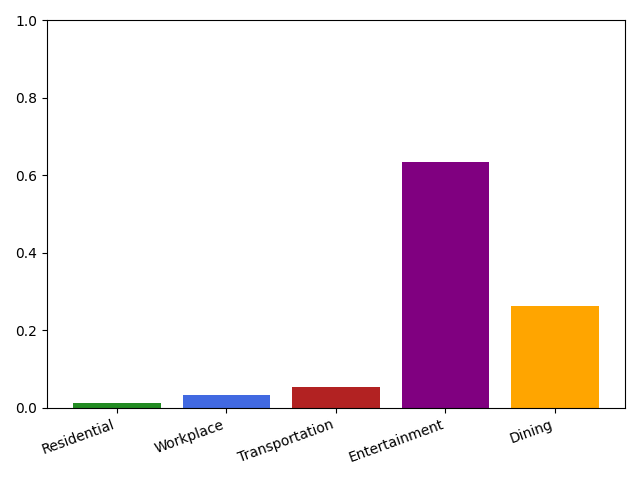 1.0
0.8
0.6
0.4
0.2
0.0
Residential
Workplace
Transportation
Entertainment
Dining